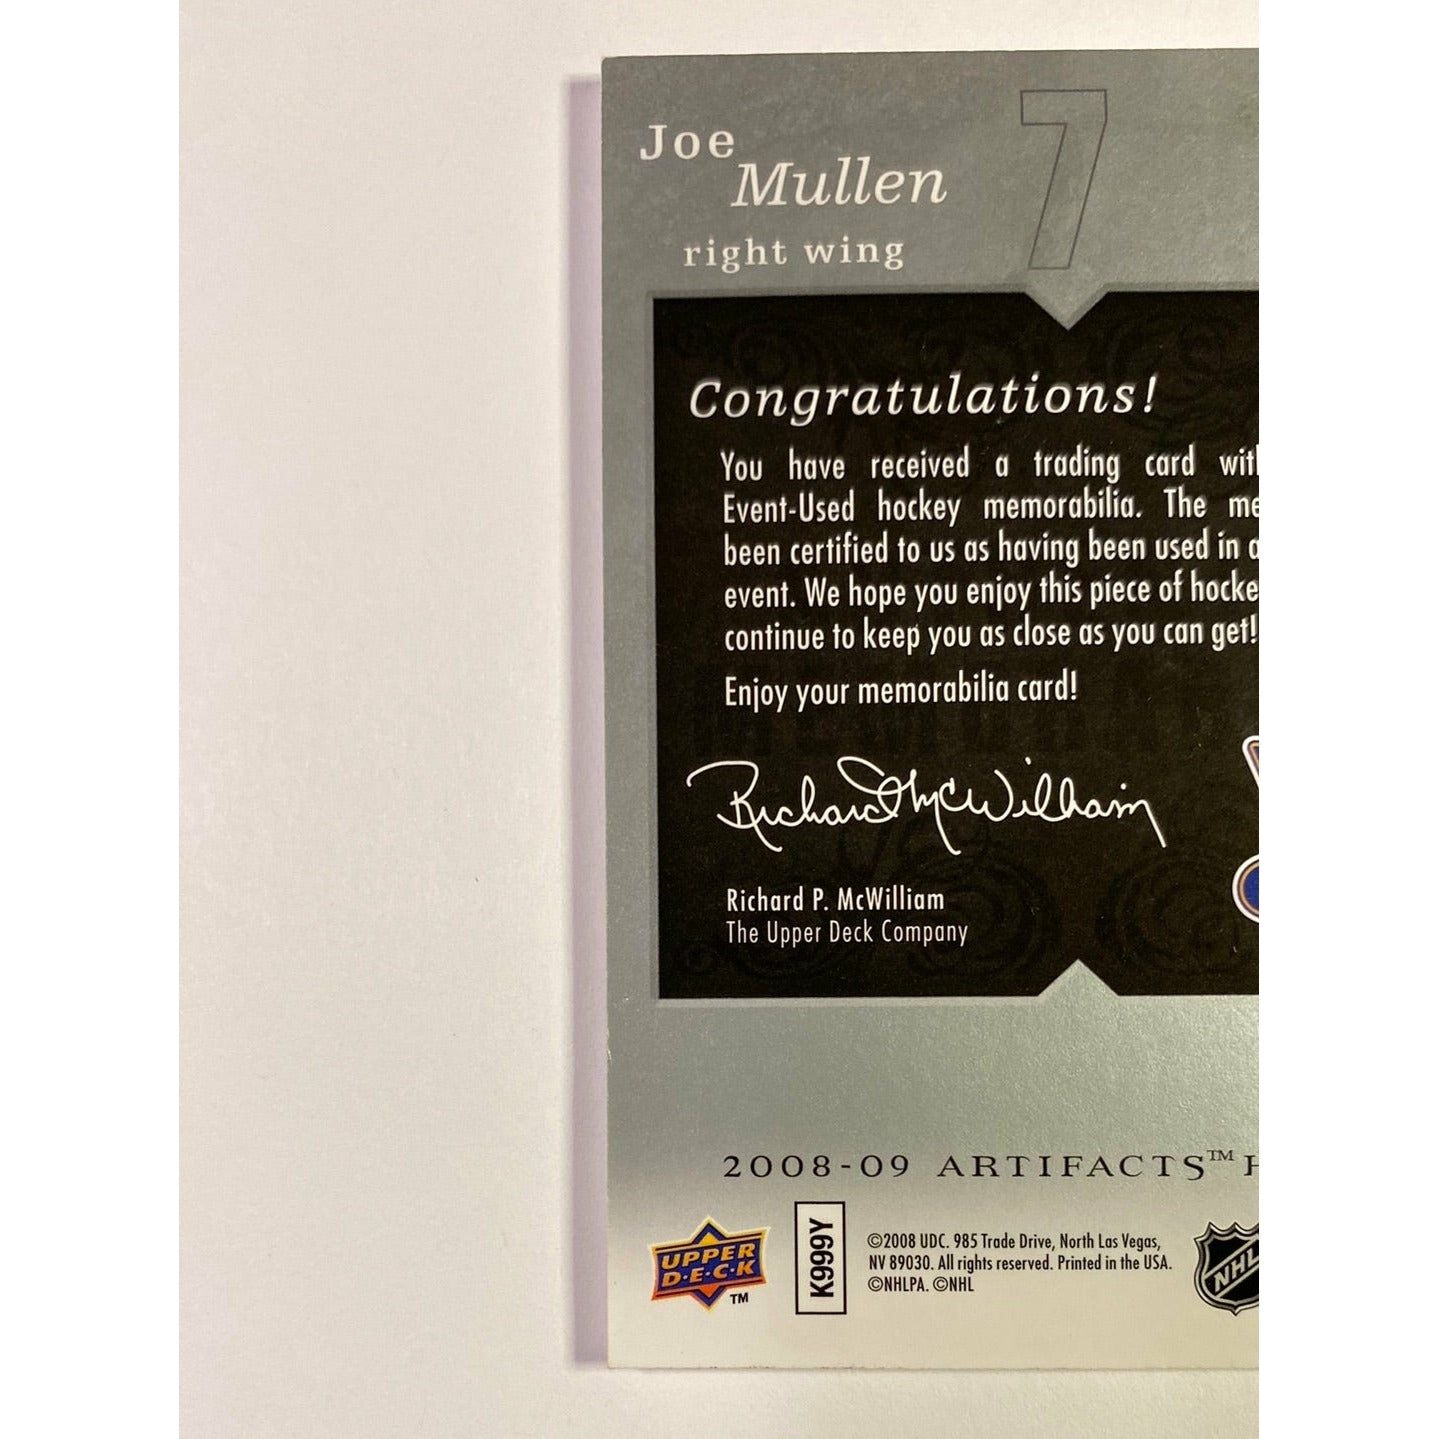 Joe
Mullen
7
right wing
Congratulations!
You have received a trading card
Event-Used hockey memorabilia. The
been certified to us as having been used in
event. We hope you enjoy this piece of
continue to keep you as close as you can get!
Enjoy your memorabilia card!
Richard McWilliam
Richard P. McWilliam
The Upper Deck Company
2008-09 ARTIFACTS™
UPPER
D·E·C·K
TM
K999Y
©2008 UDC. 985 Trade Drive, North Las Vegas,
NV 89030. All rights reserved. Printed in the USA.
©NHLPA. ©NHL
NHL